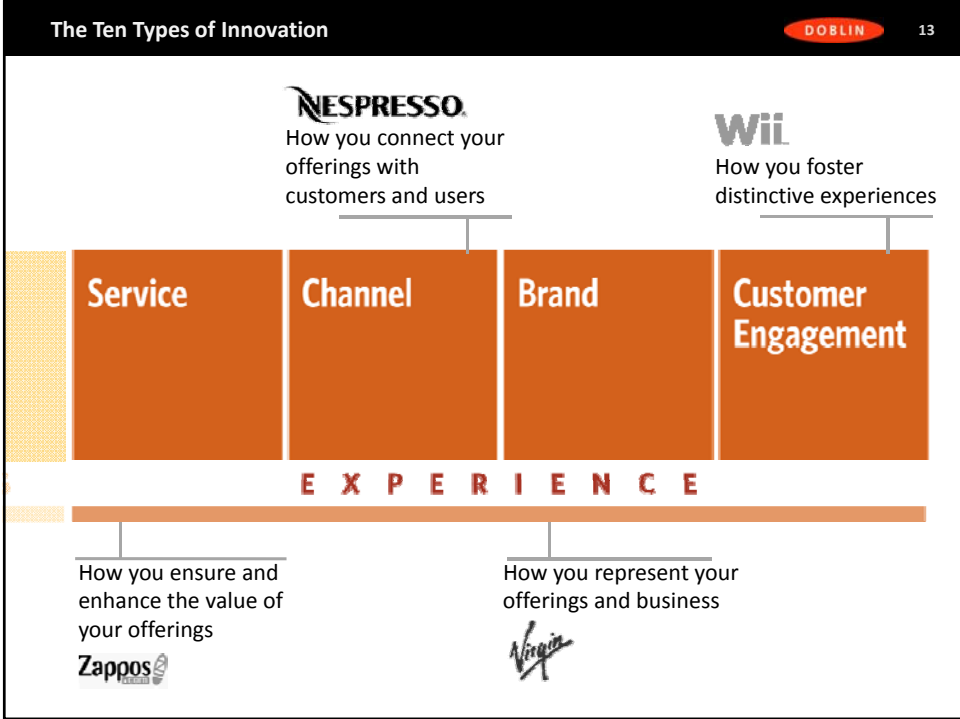 The Ten Types of Innovation
DOBLIN
13
NESPRESSO.
How you connect your
offerings with
customers and users
Wii
How you foster
distinctive experiences
Service
Channel
Brand
Customer
Engagement
EXPERIENCE
How you ensure and
enhance the value of
your offerings
Zappos
How you represent your
offerings and business
Virgin